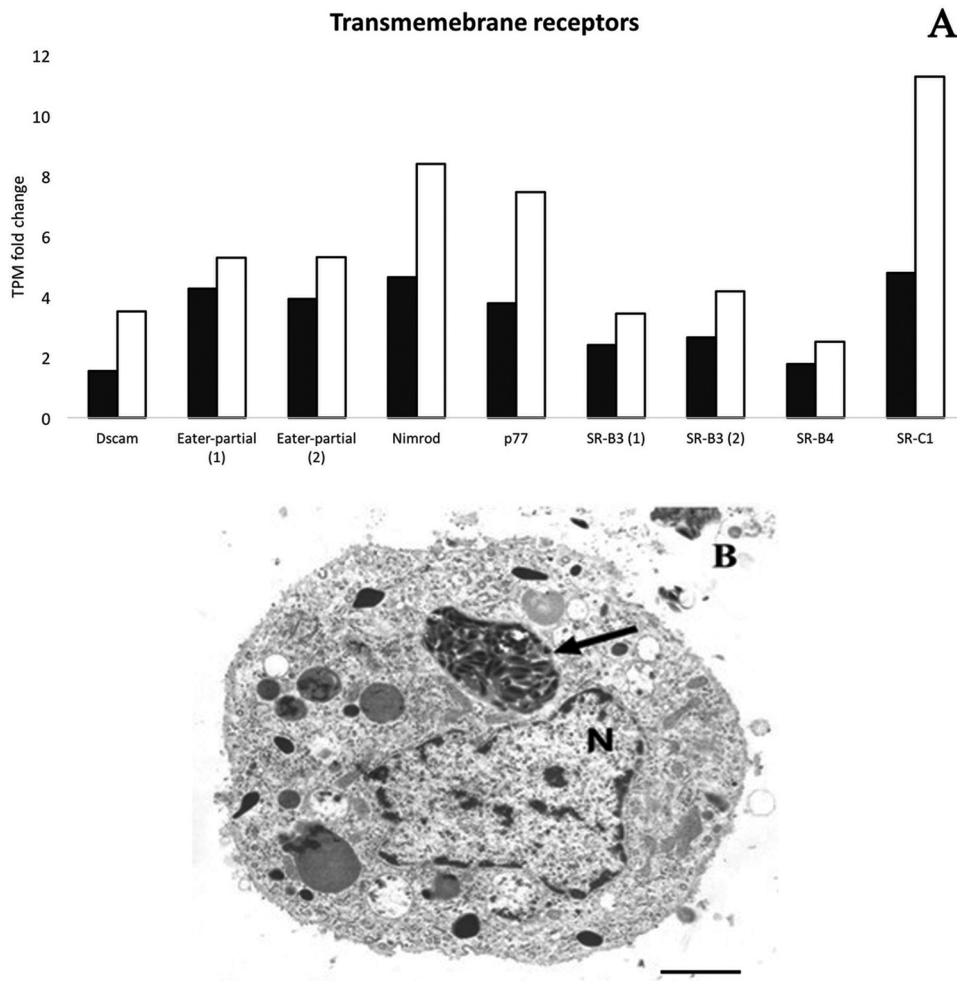 Transmemebrane receptors
A
12
10
8
6
4
2
0
TPM fold change
Dscam
Eater-partial
(1)
Eater-partial
(2)
Nimrod
p77
SR-B3 (1)
SR-B3 (2)
SR-B4
SR-C1
B
N